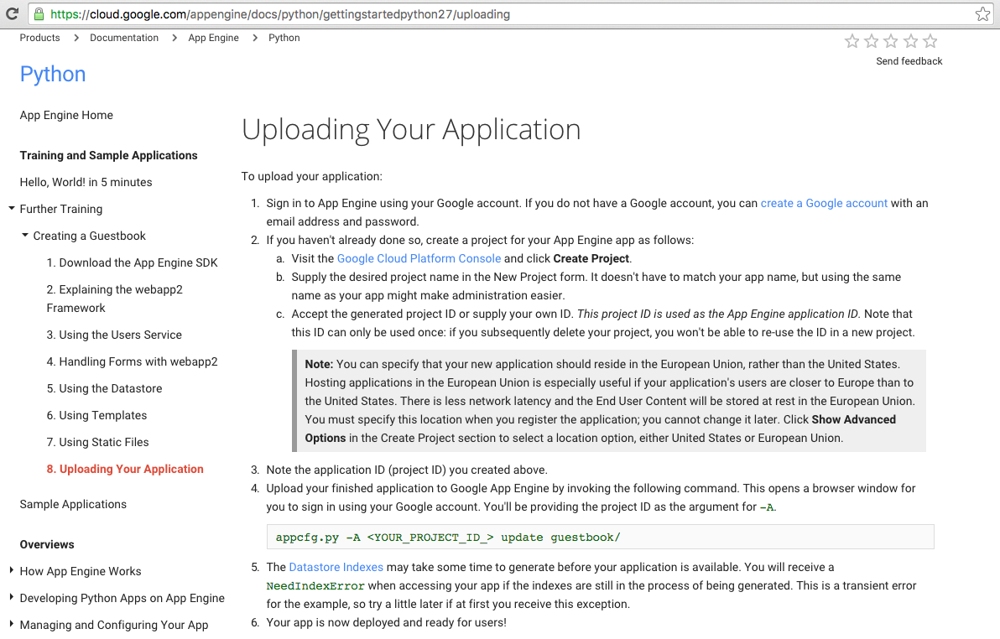 https://cloud.google.com/appengine/docs/python/gettingstartedpython27/uploading
Products > Documentation > App Engine > Python
Send feedback
Python
App Engine Home
Training and Sample Applications
Hello, World! in 5 minutes
Further Training
Creating a Guestbook
1. Download the App Engine SDK
2. Explaining the webapp2
Framework
3. Using the Users Service
4. Handling Forms with webapp2
5. Using the Datastore
6. Using Templates
7. Using Static Files
8. Uploading Your Application
Sample Applications
Overviews
How App Engine Works
Developing Python Apps on App Engine
Managing and Configuring Your App
Uploading Your Application
To upload your application:
1. Sign in to App Engine using your Google account. If you do not have a Google account, you can create a Google account with an
email address and password.
2. If you haven't already done so, create a project for your App Engine app as follows:
a. Visit the Google Cloud Platform Console and click Create Project.
b. Supply the desired project name in the New Project form. It doesn't have to match your app name, but using the same
name as your app might make administration easier.
c. Accept the generated project ID or supply your own ID. This project ID is used as the App Engine application ID. Note that
this ID can only be used once: if you subsequently delete your project, you won't be able to re-use the ID in a new project.
Note: You can specify that your new application should reside in the European Union, rather than the United States.
Hosting applications in the European Union is especially useful if your application's users are closer to Europe than to
the United States. There is less network latency and the End User Content will be stored at rest in the European Union.
You must specify this location when you register the application; you cannot change it later. Click Show Advanced
Options in the Create Project section to select a location option, either United States or European Union.
3. Note the application ID (project ID) you created above.
4. Upload your finished application to Google App Engine by invoking the following command. This opens a browser window for
you to sign in using your Google account. You'll be providing the project ID as the argument for -A.
appcfg.py -A <YOUR_PROJECT_ID_> update guestbook/
5. The Datastore Indexes may take some time to generate before your application is available. You will receive a
NeedIndexError when accessing your app if the indexes are still in the process of being generated. This is a transient error
for the example, so try a little later if at first you receive this exception.
6. Your app is now deployed and ready for users!